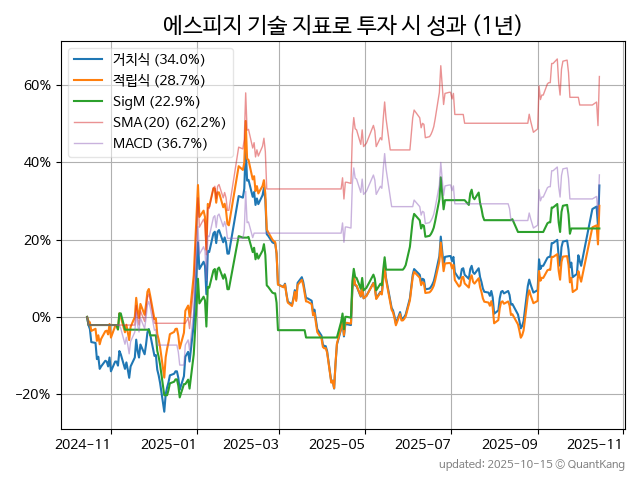 에스피지 기술 지표로 투자 시 성과 (1년)
거치식 (34.0%)
적립식 (28.7%)
SigM (22.9%)
SMA(20) (62.2%)
MACD (36.7%)
60%
40%
20%
0%
−20%
2024-11 2025-01 2025-03 2025-05 2025-07 2025-09 2025-11
updated: 2025-10-15 © QuantKang